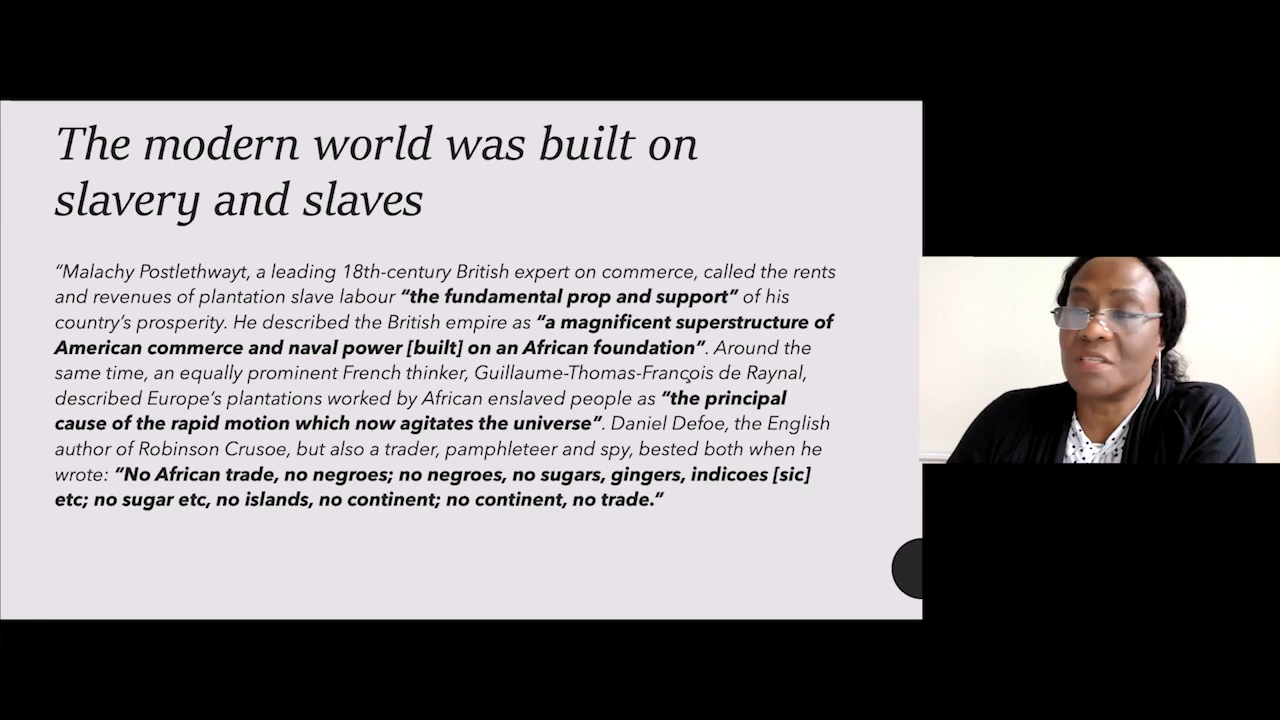 The modern world was built on
slavery and slaves
“Malachy Postlethwayt, a leading 18th-century British expert on commerce, called the rents
and revenues of plantation slave labour “the fundamental prop and support” of his
country’s prosperity. He described the British empire as “a magnificent superstructure of
American commerce and naval power [built] on an African foundation”. Around the
same time, an equally prominent French thinker, Guillaume-Thomas-François de Raynal,
described Europe’s plantations worked by African enslaved people as “the principal
cause of the rapid motion which now agitates the universe”. Daniel Defoe, the English
author of Robinson Crusoe, but also a trader, pamphleteer and spy, bested both when he
wrote: “No African trade, no negroes; no negroes, no sugars, gingers, indicoes [sic]
etc; no sugar etc, no islands, no continent; no continent, no trade.”